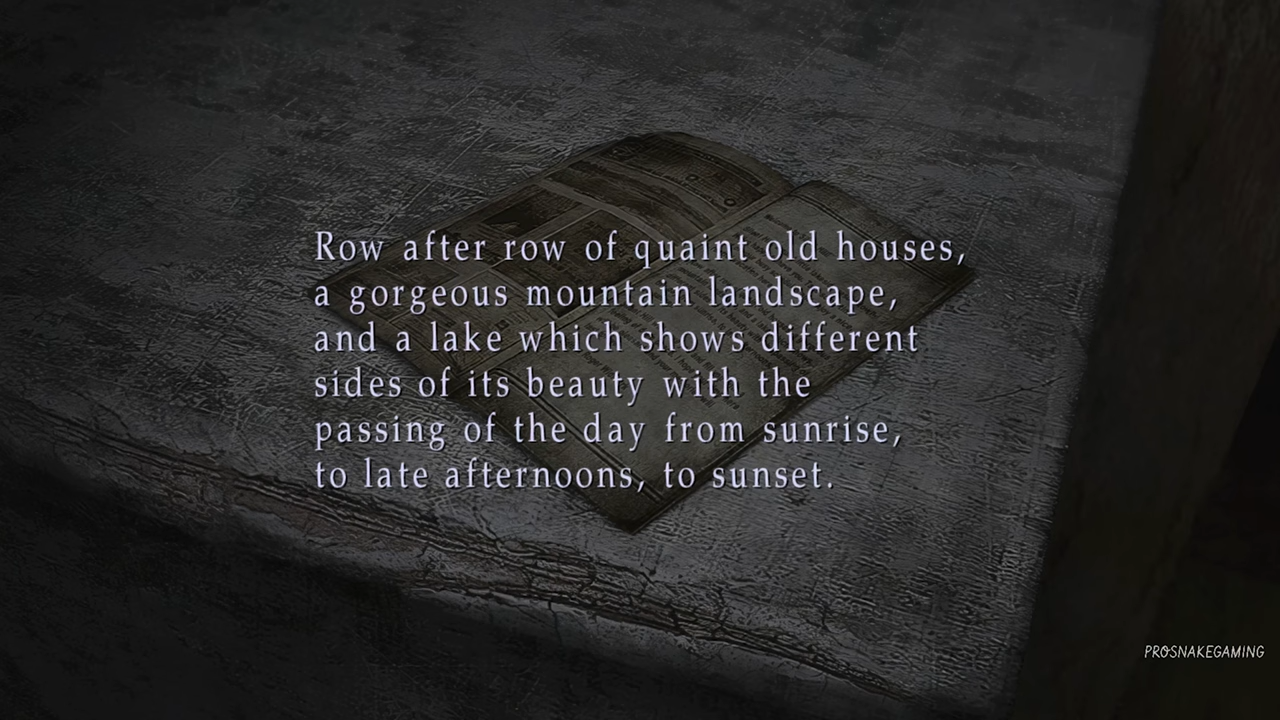 Row after row of quaint old houses,
a gorgeous mountain landscape,
and a lake which shows different
sides of its beauty with the
passing of the day from sunrise,
to late afternoons, to sunset.
PROSNAKEGAMING